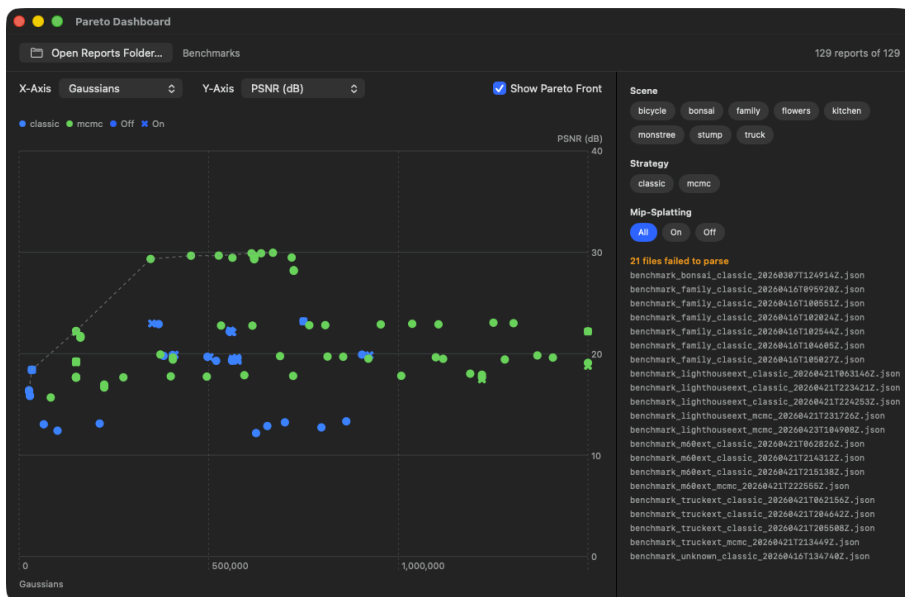 Pareto Dashboard
Open Reports Folder... Benchmarks 129 reports of 129
X-Axis Gaussians Y-Axis PSNR (dB) Show Pareto Front
classic mcmc Off On
PSNR (dB)
40
30
20
10
0
0 500,000 1,000,000
Gaussians
Scene
bicycle bonsai family flowers kitchen
monstree stump truck
Strategy
classic mcmc
Mip-Splatting
All On Off
21 files failed to parse
benchmark_bonsai_classic_20260307T124914Z.json
benchmark_family_classic_20260416T095920Z.json
benchmark_family_classic_20260416T100551Z.json
benchmark_family_classic_20260416T102024Z.json
benchmark_family_classic_20260416T102544Z.json
benchmark_family_classic_20260416T104605Z.json
benchmark_family_classic_20260416T105027Z.json
benchmark_lighthouseext_classic_20260421T063146Z.json
benchmark_lighthouseext_classic_20260421T223421Z.json
benchmark_lighthouseext_classic_20260421T224253Z.json
benchmark_lighthouseext_mcmc_20260421T231726Z.json
benchmark_lighthouseext_mcmc_20260423T104908Z.json
benchmark_m60ext_classic_20260421T062826Z.json
benchmark_m60ext_classic_20260421T214312Z.json
benchmark_m60ext_classic_20260421T215138Z.json
benchmark_m60ext_mcmc_20260421T222555Z.json
benchmark_truckext_classic_20260421T062156Z.json
benchmark_truckext_classic_20260421T204642Z.json
benchmark_truckext_classic_20260421T205508Z.json
benchmark_truckext_mcmc_20260421T213449Z.json
benchmark_unknown_classic_20260416T134740Z.json